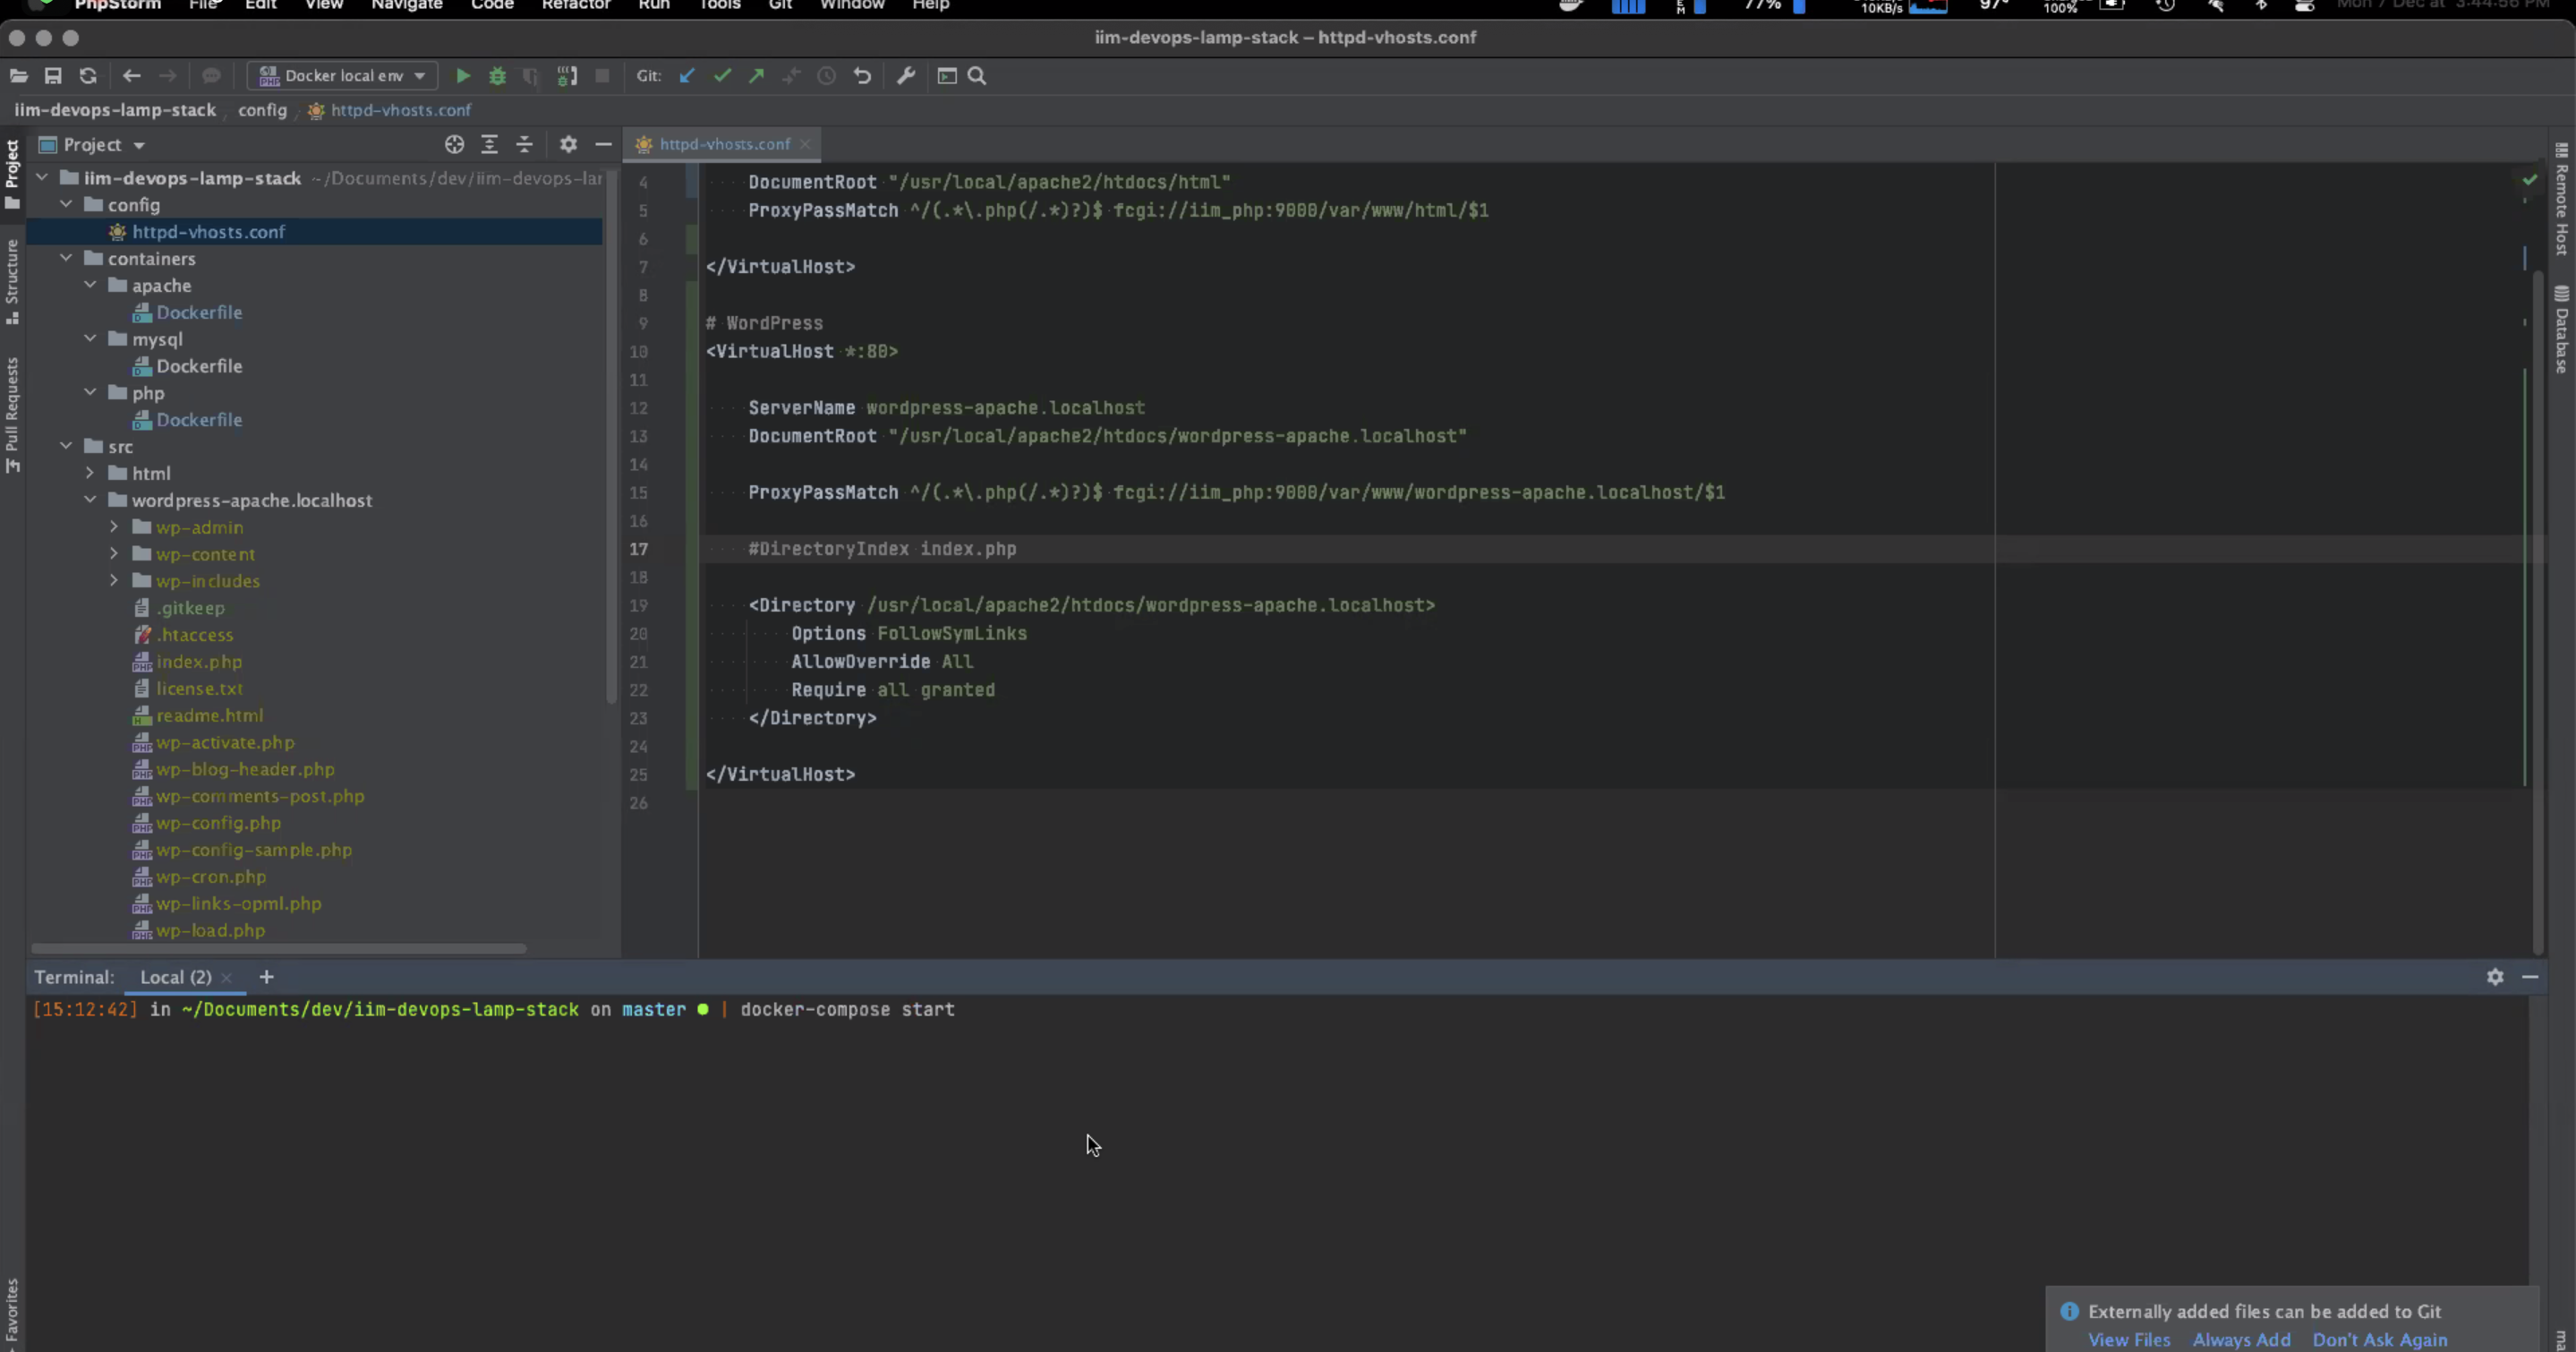 PhpStorm File Edit View Navigate Code Refactor Run Tools Git Window Help 77% 10KB/s 97° 100% Mon 7 Dec at 3:44:56 PM
iim-devops-lamp-stack – httpd-vhosts.conf
Docker local env Git:
iim-devops-lamp-stack config httpd-vhosts.conf
Project
httpd-vhosts.conf
Project
Structure
Pull Requests
Favorites
iim-devops-lamp-stack ~/Documents/dev/iim-devops-lar
config
httpd-vhosts.conf
containers
apache
Dockerfile
mysql
Dockerfile
php
Dockerfile
src
html
wordpress-apache.localhost
wp-admin
wp-content
wp-includes
.gitkeep
.htaccess
index.php
license.txt
readme.html
wp-activate.php
wp-blog-header.php
wp-comments-post.php
wp-config.php
wp-config-sample.php
wp-cron.php
wp-links-opml.php
wp-load.php
4 DocumentRoot "/usr/local/apache2/htdocs/html"
5 ProxyPassMatch ^/(.*\.php(/.*)?)$ fcgi://iim_php:9000/var/www/html/$1
6
7 </VirtualHost>
8
9 # WordPress
10 <VirtualHost *:80>
11
12 ServerName wordpress-apache.localhost
13 DocumentRoot "/usr/local/apache2/htdocs/wordpress-apache.localhost"
14
15 ProxyPassMatch ^/(.*\.php(/.*)?)$ fcgi://iim_php:9000/var/www/wordpress-apache.localhost/$1
16
17 #DirectoryIndex index.php
18
19 <Directory /usr/local/apache2/htdocs/wordpress-apache.localhost>
20 Options FollowSymLinks
21 AllowOverride All
22 Require all granted
23 </Directory>
24
25 </VirtualHost>
26
Remote Host
Database
Terminal: Local (2) +
[15:12:42] in ~/Documents/dev/iim-devops-lamp-stack on master ● | docker-compose start
Externally added files can be added to Git
View Files Always Add Don't Ask Again